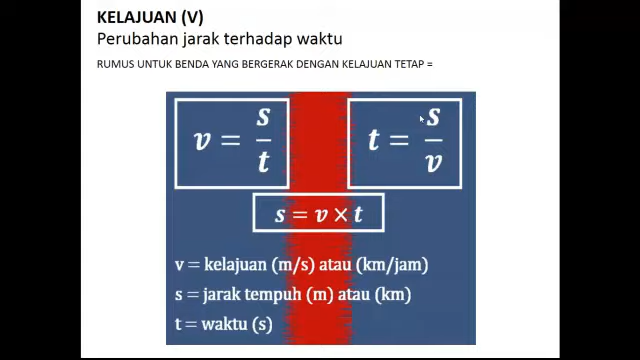 KELAJUAN (V)
Perubahan jarak terhadap waktu
RUMUS UNTUK BENDA YANG BERGERAK DENGAN KELAJUAN TETAP =
v = s/t
t = s/v
s = v × t
v = kelajuan (m/s) atau (km/jam)
s = jarak tempuh (m) atau (km)
t = waktu (s)